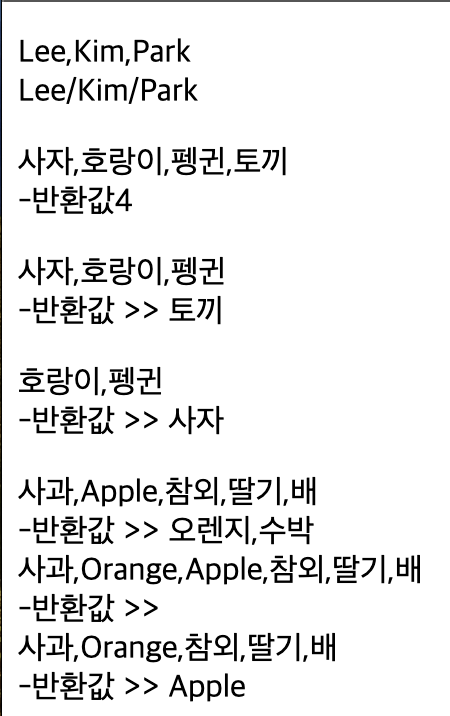 Lee,Kim,Park
Lee/Kim/Park
사자,호랑이,펭귄,토끼
-반환값4
사자,호랑이,펭귄
-반환값 >> 토끼
호랑이,펭귄
-반환값 >> 사자
사과,Apple,참외,딸기,배
-반환값 >> 오렌지,수박
사과,Orange,Apple,참외,딸기,배
-반환값 >>
사과,Orange,참외,딸기,배
-반환값 >> Apple